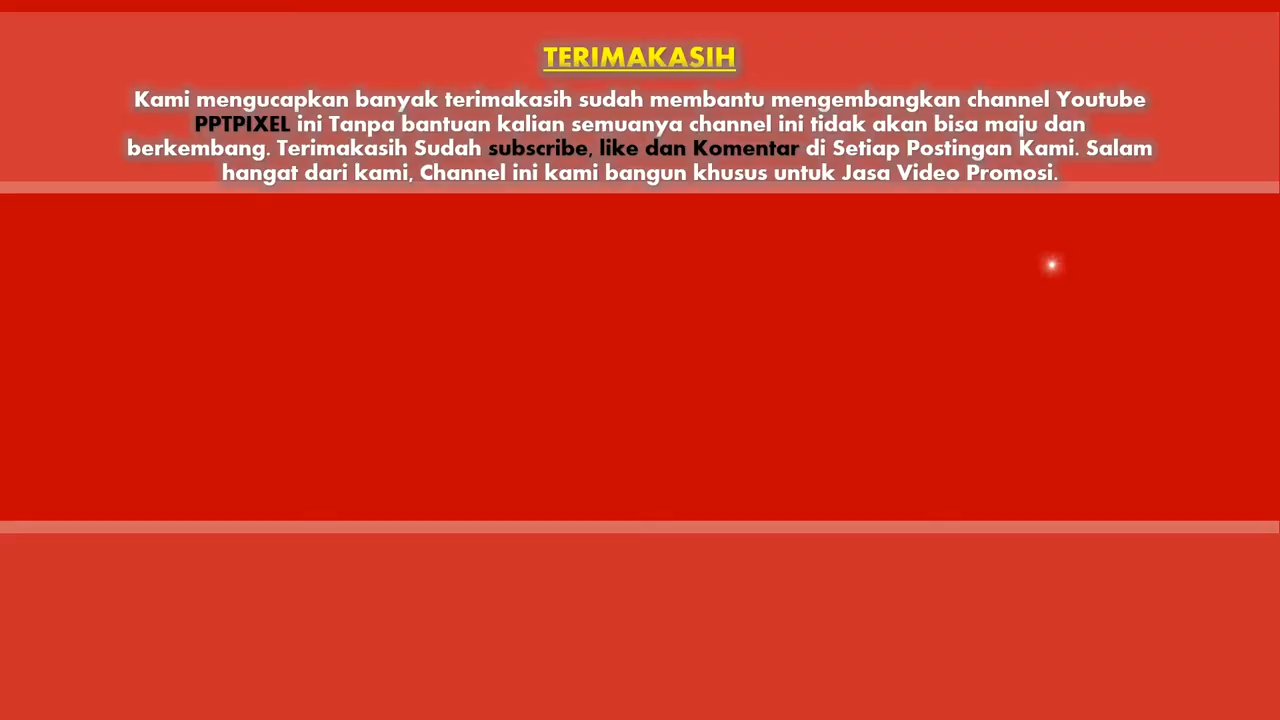 TERIMAKASIH
Kami mengucapkan banyak terimakasih sudah membantu mengembangkan channel Youtube
PPTPIXEL ini Tanpa bantuan kalian semuanya channel ini tidak akan bisa maju dan
berkembang. Terimakasih Sudah subscribe, like dan Komentar di Setiap Postingan Kami. Salam
hangat dari kami, Channel ini kami bangun khusus untuk Jasa Video Promosi.